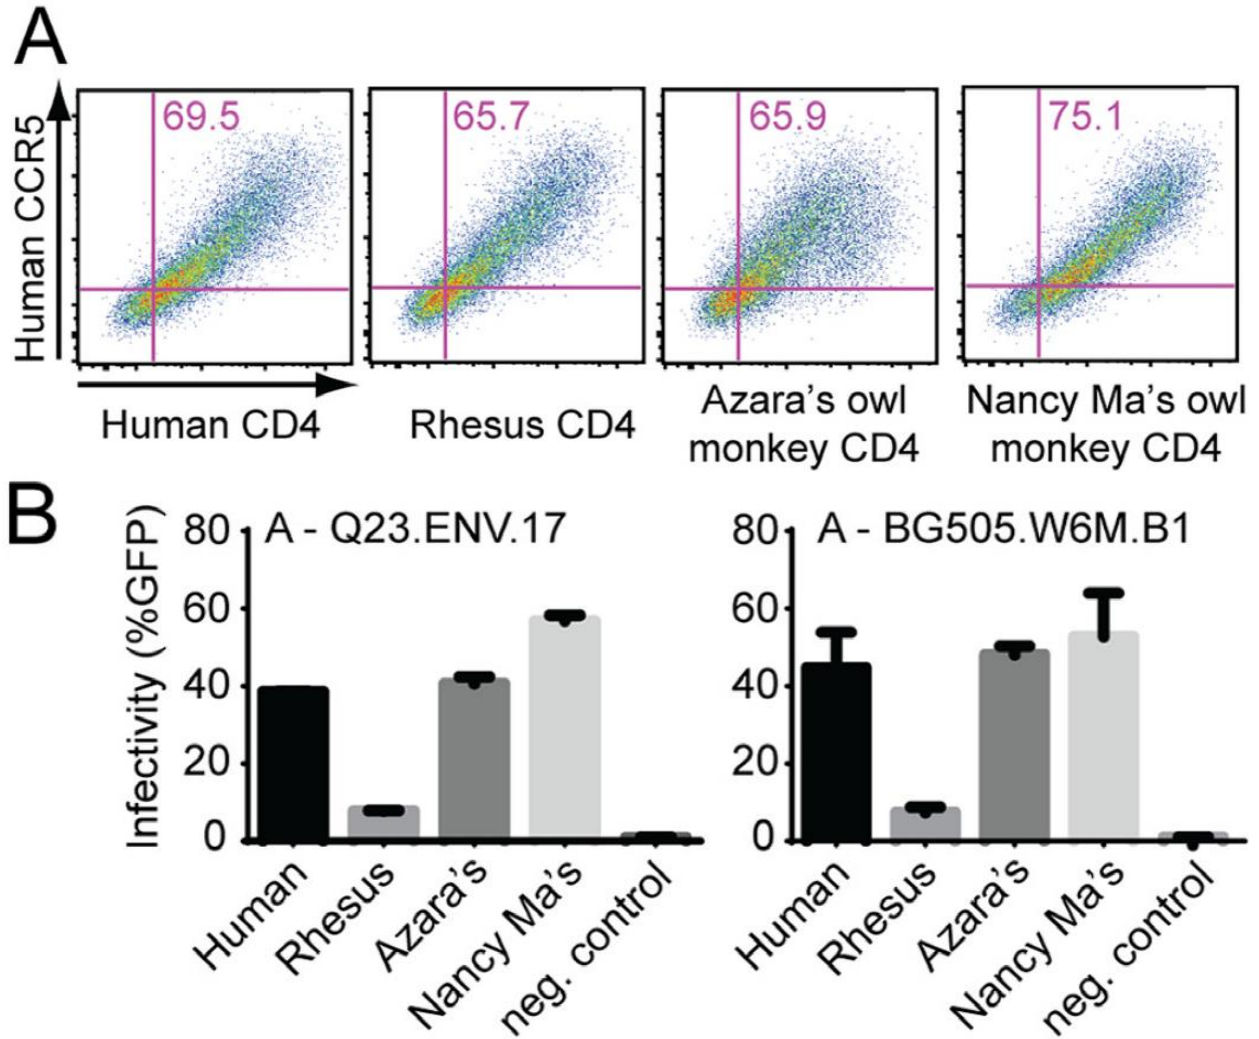 A
Human CCR5
69.5
65.7
65.9
75.1
Human CD4
Rhesus CD4
Azara's owl
monkey CD4
Nancy Ma's owl
monkey CD4
B
Infectivity (%GFP)
A - Q23.ENV.17
80
60
40
20
0
Human
Rhesus
Azara's
Nancy Ma's
neg. control
A - BG505.W6M.B1
80
60
40
20
0
Human
Rhesus
Azara's
Nancy Ma's
neg. control